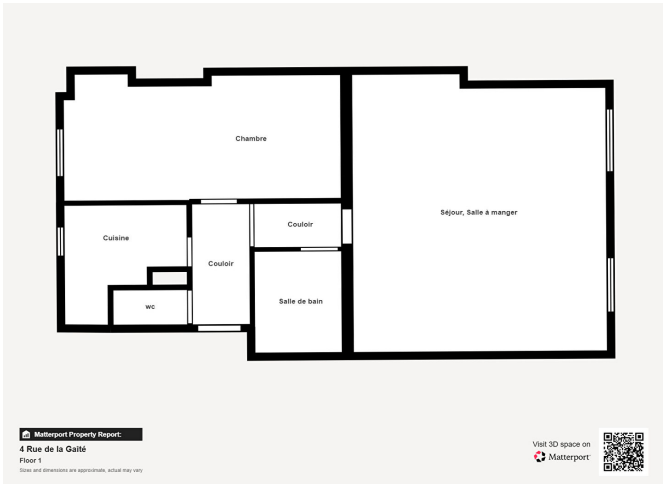 Chambre
Séjour, Salle à manger
Couloir
Cuisine
Couloir
Salle de bain
wc
Matterport Property Report:
4 Rue de la Gaîté
Floor 1
Sizes and dimensions are approximate, actual may vary
Visit 3D space on
Matterport